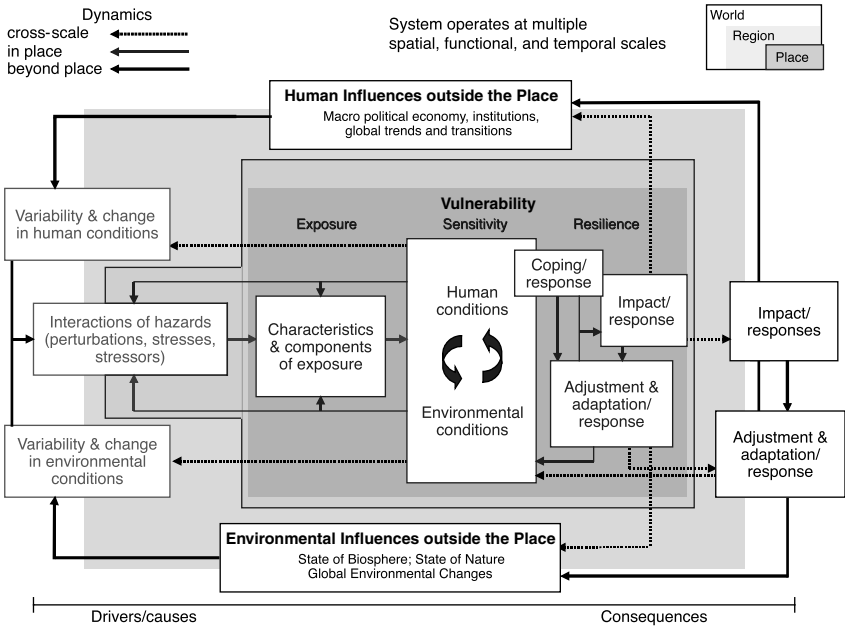 Dynamics
cross-scale
in place
beyond place
System operates at multiple
spatial, functional, and temporal scales
World
Region
Place
Human Influences outside the Place
Macro political economy, institutions,
global trends and transitions
Variability & change
in human conditions
Vulnerability
Exposure
Sensitivity
Resilience
Coping/
response
Human
conditions
Impact/
response
Impact/
responses
Interactions of hazards
(perturbations, stresses,
stressors)
Characteristics
& components
of exposure
Adjustment &
adaptation/
response
Environmental
conditions
Variability & change
in environmental
conditions
Adjustment &
adaptation/
response
Environmental Influences outside the Place
State of Biosphere; State of Nature
Global Environmental Changes
Drivers/causes
Consequences